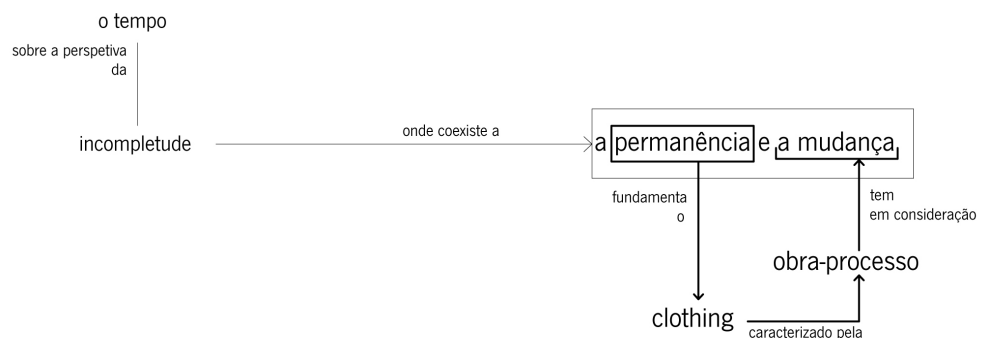 o tempo
sobre a perspetiva
da
incompletude
onde coexiste a
a permanência e a mudança
fundamenta
o
tem
em consideração
obra-processo
clothing
caracterizado pela